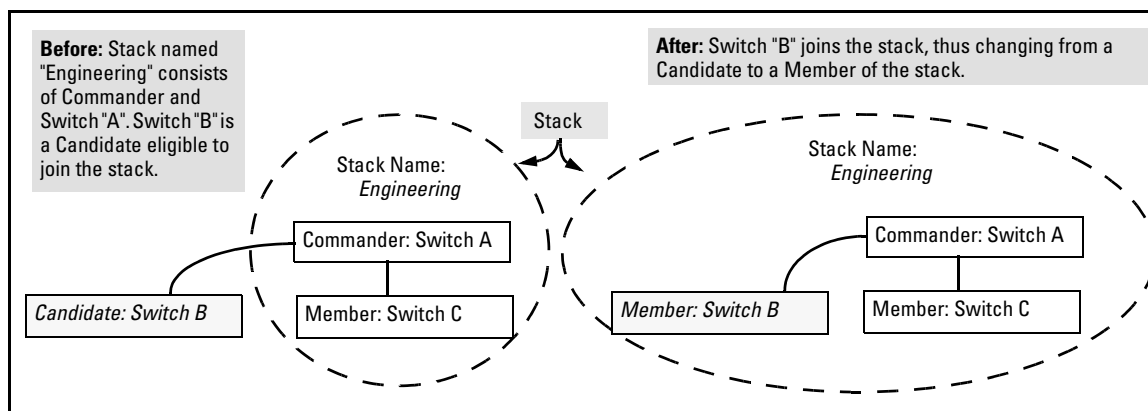 Before: Stack named
"Engineering" consists
of Commander and
Switch "A". Switch "B" is
a Candidate eligible to
join the stack.
After: Switch "B" joins the stack, thus changing from a
Candidate to a Member of the stack.
Stack
Stack Name:
Engineering
Commander: Switch A
Candidate: Switch B
Member: Switch C
Stack Name:
Engineering
Commander: Switch A
Member: Switch B
Member: Switch C